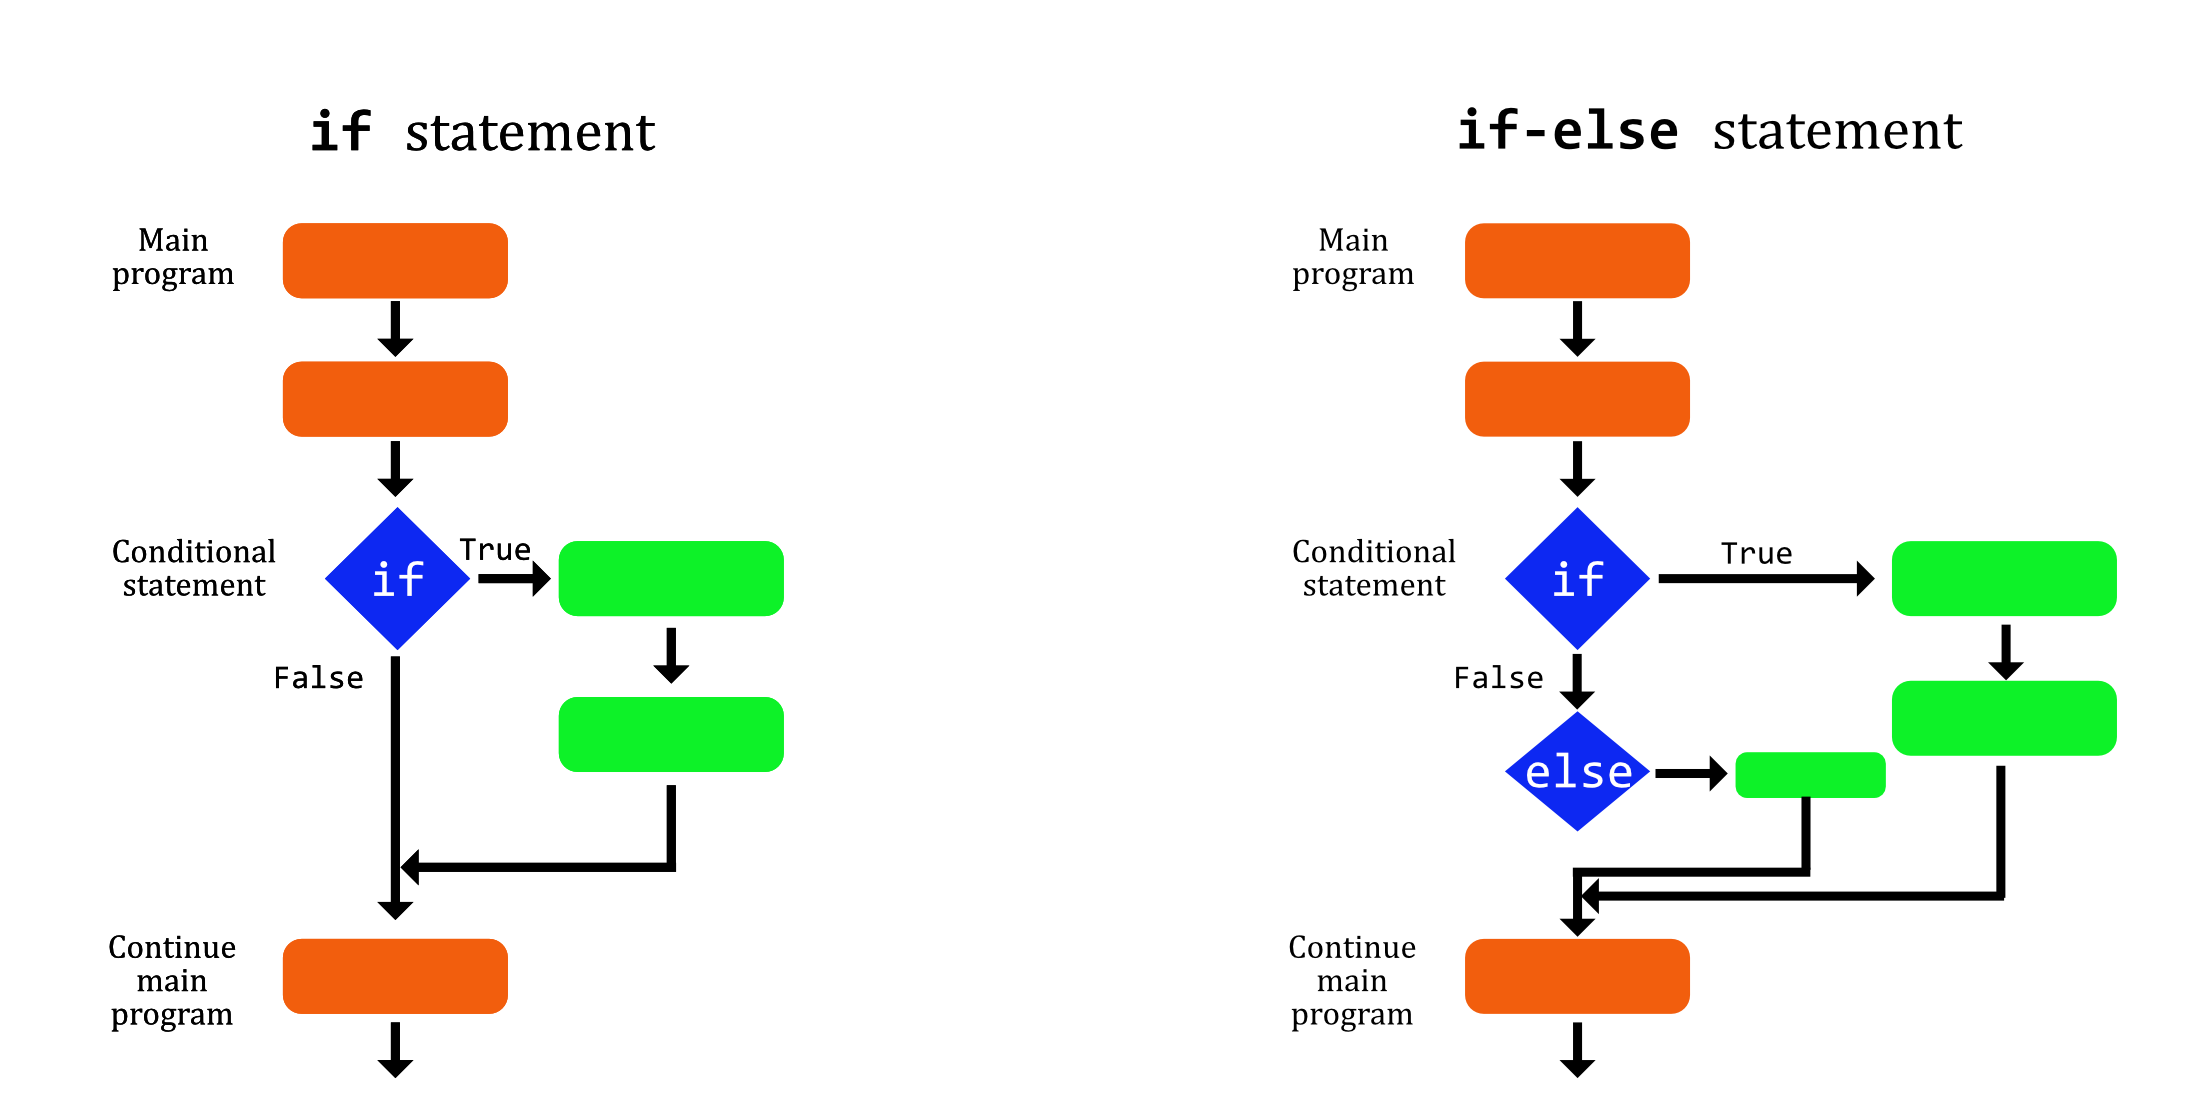 if statement
Main
program
Conditional
statement
if
True
False
Continue
main
program
if-else statement
Main
program
Conditional
statement
if
True
False
else
Continue
main
program